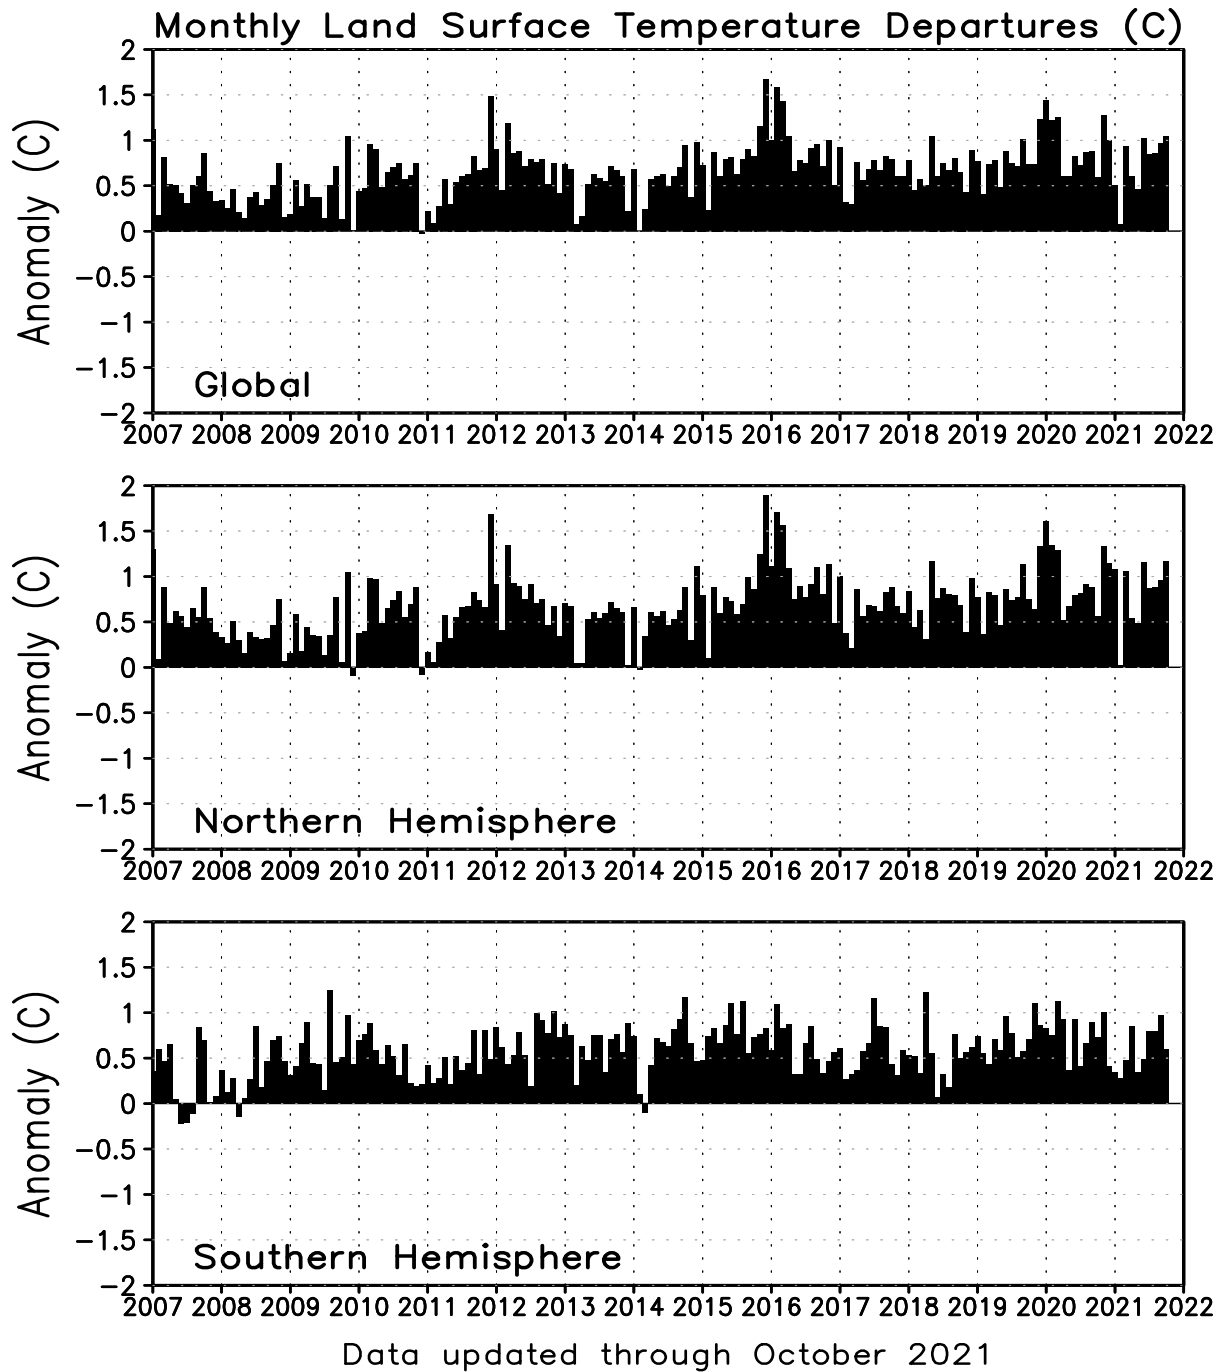 Monthly Land Surface Temperature Departures (C)
2
1.5
1
0.5
0
−0.5
−1
−1.5
−2
Anomaly (C)
Global
2007 2008 2009 2010 2011 2012 2013 2014 2015 2016 2017 2018 2019 2020 2021 2022
2
1.5
1
0.5
0
−0.5
−1
−1.5
−2
Anomaly (C)
Northern Hemisphere
2007 2008 2009 2010 2011 2012 2013 2014 2015 2016 2017 2018 2019 2020 2021 2022
2
1.5
1
0.5
0
−0.5
−1
−1.5
−2
Anomaly (C)
Southern Hemisphere
2007 2008 2009 2010 2011 2012 2013 2014 2015 2016 2017 2018 2019 2020 2021 2022
Data updated through October 2021